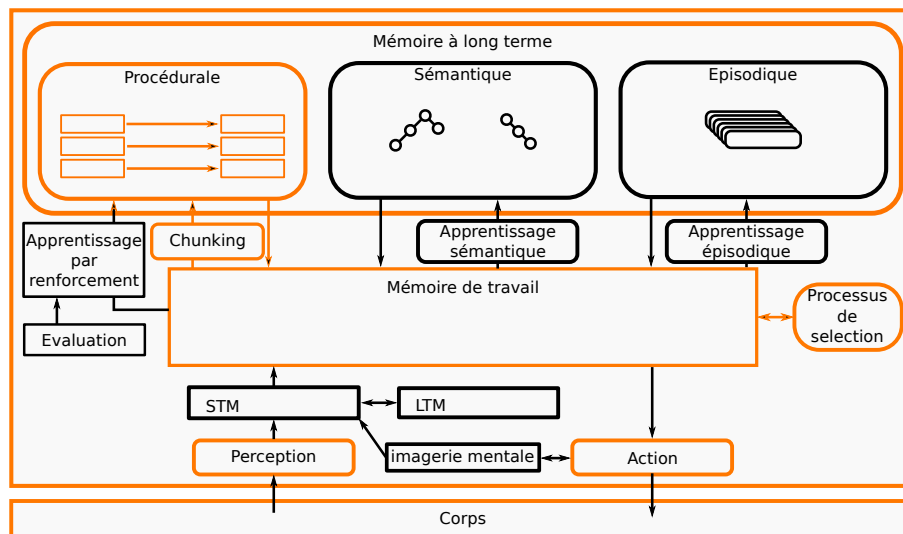 Mémoire à long terme
Procédurale
Sémantique
Episodique
Apprentissage
par
renforcement
Chunking
Apprentissage
sémantique
Apprentissage
épisodique
Mémoire de travail
Processus
de
selection
Evaluation
STM
LTM
Perception
imagerie mentale
Action
Corps